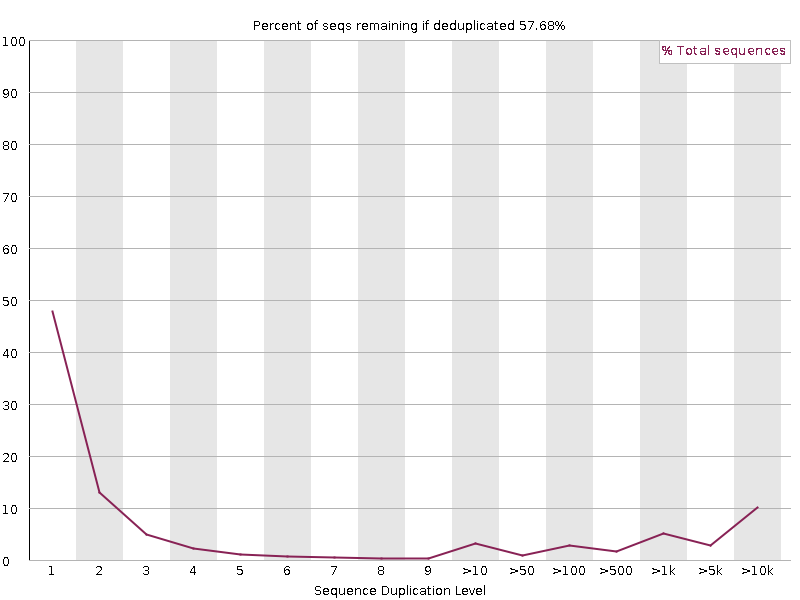 Percent of seqs remaining if deduplicated 57.68%
% Total sequences
100
90
80
70
60
50
40
30
20
10
0
1 2 3 4 5 6 7 8 9 >10 >50 >100 >500 >1k >5k >10k
Sequence Duplication Level